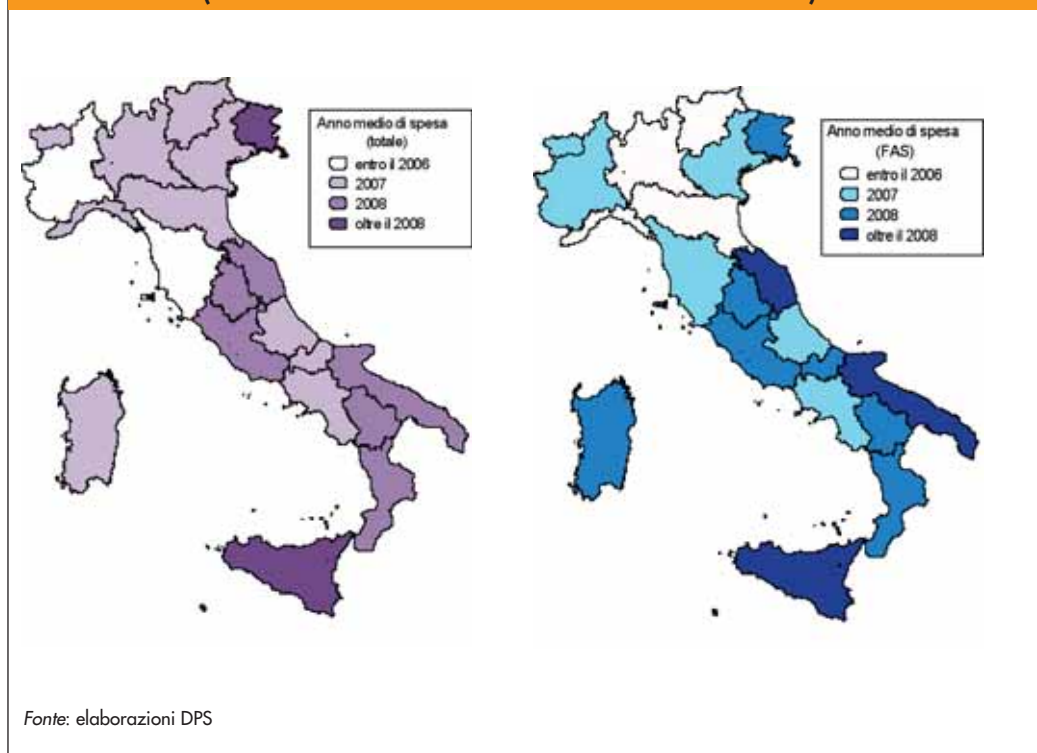 Anno medio di spesa
(totale)
entro il 2006
2007
2008
oltre il 2008
Anno medio di spesa
(FAS)
entro il 2006
2007
2008
oltre il 2008
Fonte: elaborazioni DPS